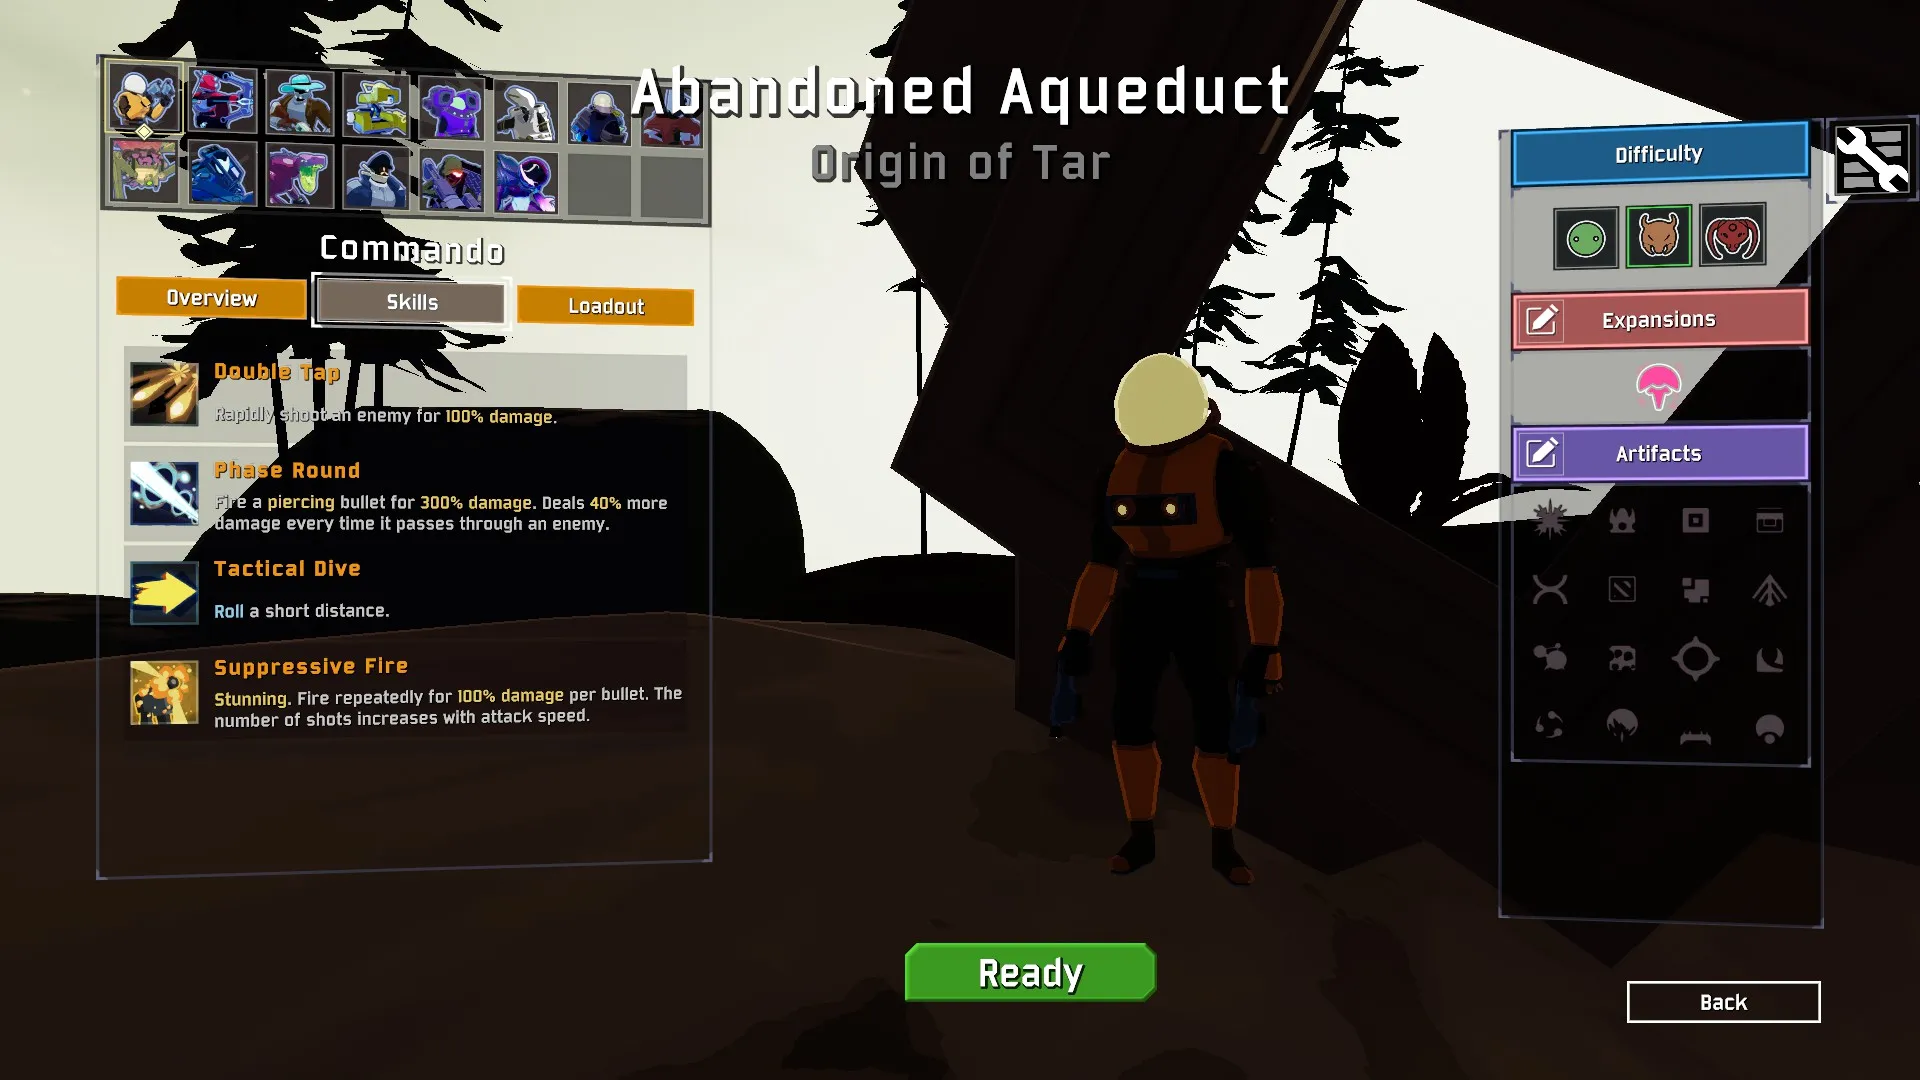 Abandoned Aqueduct
Origin of Tar
Commando
Overview
Skills
Loadout
Double Tap
Rapidly shoot an enemy for 100% damage.
Phase Round
Fire a piercing bullet for 300% damage. Deals 40% more
damage every time it passes through an enemy.
Tactical Dive
Roll a short distance.
Suppressive Fire
Stunning. Fire repeatedly for 100% damage per bullet. The
number of shots increases with attack speed.
Difficulty
Expansions
Artifacts
Ready
Back